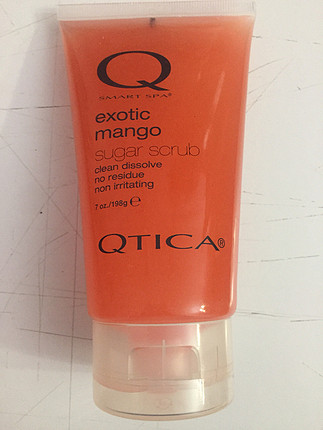 Q
SMART SPA®
exotic
mango
sugar scrub
clean dissolve
no residue
non irritating
7 oz./198g ℮
QTICA®